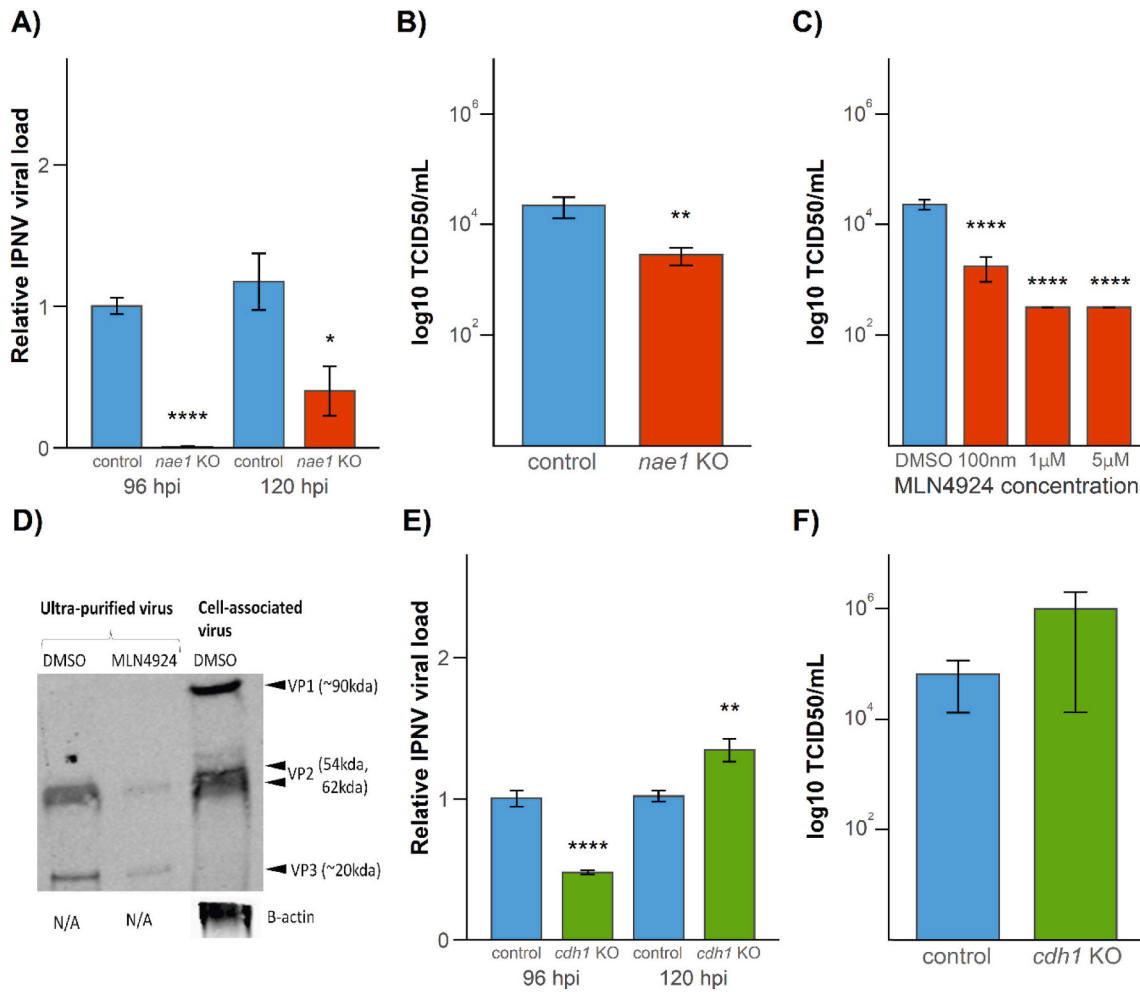 A)
Relative IPNV viral load
2
1
0
****
*
control nae1 KO control nae1 KO
96 hpi 120 hpi
B)
log10 TCID50/mL
10^6
10^4
10^2
**
control nae1 KO
C)
log10 TCID50/mL
10^6
10^4
10^2
****
**** ****
DMSO 100nm 1µM 5µM
MLN4924 concentration
D)
Ultra-purified virus Cell-associated
virus
DMSO MLN4924 DMSO
VP1 (~90kda)
VP2 (54kda,
62kda)
VP3 (~20kda)
N/A N/A B-actin
E)
Relative IPNV viral load
2
1
0
****
**
control cdh1 KO control cdh1 KO
96 hpi 120 hpi
F)
log10 TCID50/mL
10^6
10^4
10^2
control cdh1 KO